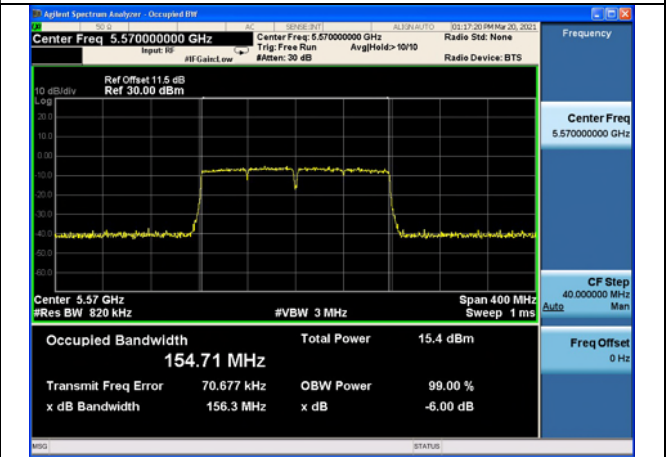 Agilent Spectrum Analyzer - Occupied BW
50 Ω AC SENSE:INT ALIGNAUTO 01:17:20 PM Mar 20, 2021
Center Freq 5.570000000 GHz Center Freq: 5.570000000 GHz Radio Std: None
Input: RF Trig: Free Run Avg|Hold:> 10/10
#IFGain:Low #Atten: 30 dB Radio Device: BTS
Frequency
Ref Offset 11.5 dB
10 dB/div Ref 30.00 dBm
Log
20.0
10.0
0.00
-10.0
-20.0
-30.0
-40.0
-50.0
-60.0
Center 5.57 GHz Span 400 MHz
#Res BW 820 kHz #VBW 3 MHz Sweep 1 ms
Occupied Bandwidth Total Power 15.4 dBm
154.71 MHz
Transmit Freq Error 70.677 kHz OBW Power 99.00 %
x dB Bandwidth 156.3 MHz x dB -6.00 dB
Center Freq
5.570000000 GHz
CF Step
40.000000 MHz
Auto Man
Freq Offset
0 Hz
MSG STATUS